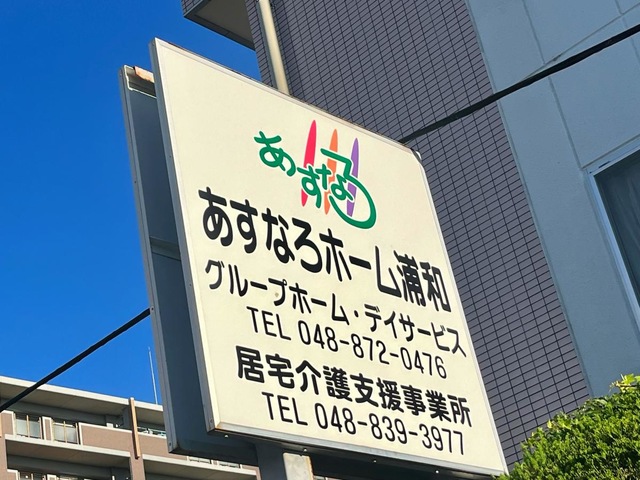 あすなろ
あすなろホーム浦和
グループホーム・デイサービス
TEL 048-872-0476
居宅介護支援事業所
TEL 048-839-3977